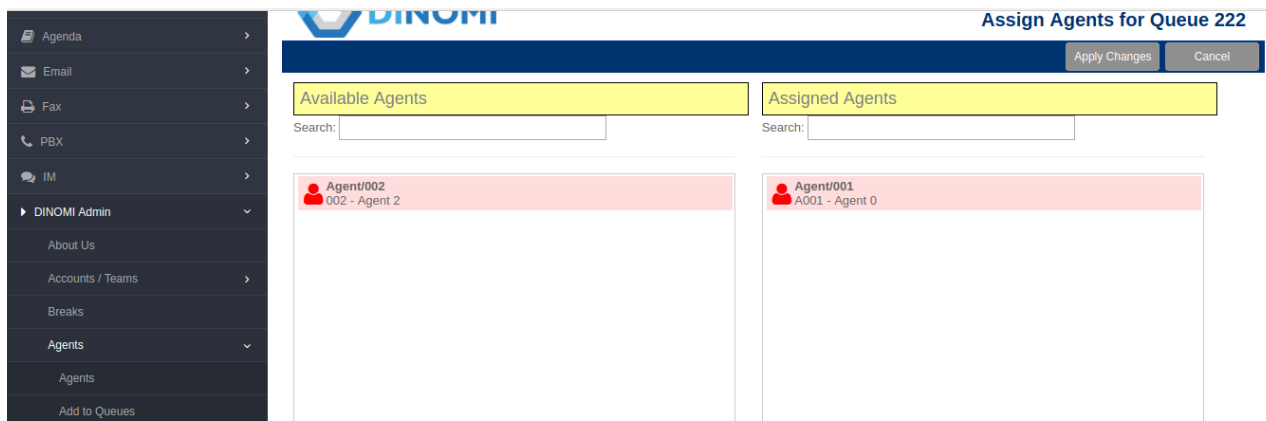 DINOMI
Assign Agents for Queue 222
Apply Changes
Cancel
Agenda
Email
Fax
PBX
IM
DINOMI Admin
About Us
Accounts / Teams
Breaks
Agents
Agents
Add to Queues
Available Agents
Search:
Agent/002
002 - Agent 2
Assigned Agents
Search:
Agent/001
A001 - Agent 0